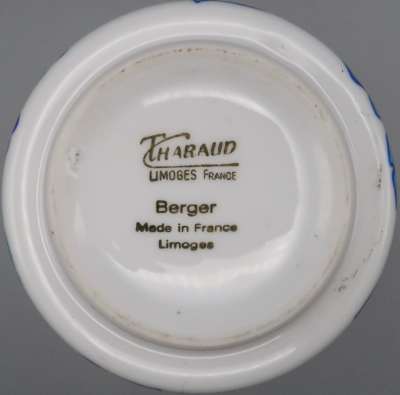 THARAUD
LIMOGES FRANCE
Berger
Made in France
Limoges